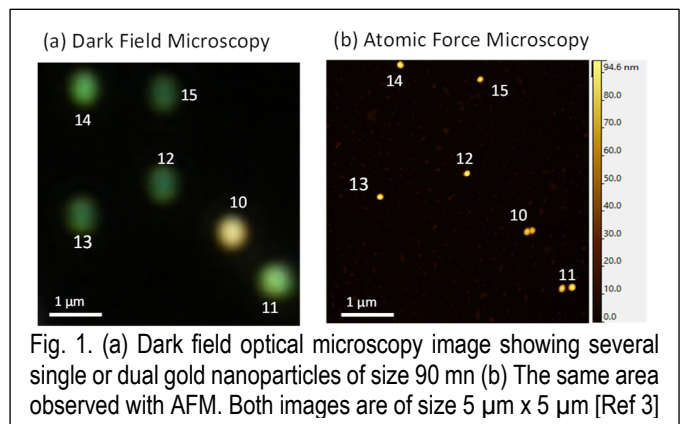 (a) Dark Field Microscopy
(b) Atomic Force Microscopy
14
15
12
13
10
11
1 µm
14
15
12
13
10
11
1 µm
94.6 nm
80.0
70.0
60.0
50.0
40.0
30.0
20.0
10.0
0.0
Fig. 1. (a) Dark field optical microscopy image showing several
single or dual gold nanoparticles of size 90 mn (b) The same area
observed with AFM. Both images are of size 5 µm x 5 µm [Ref 3]